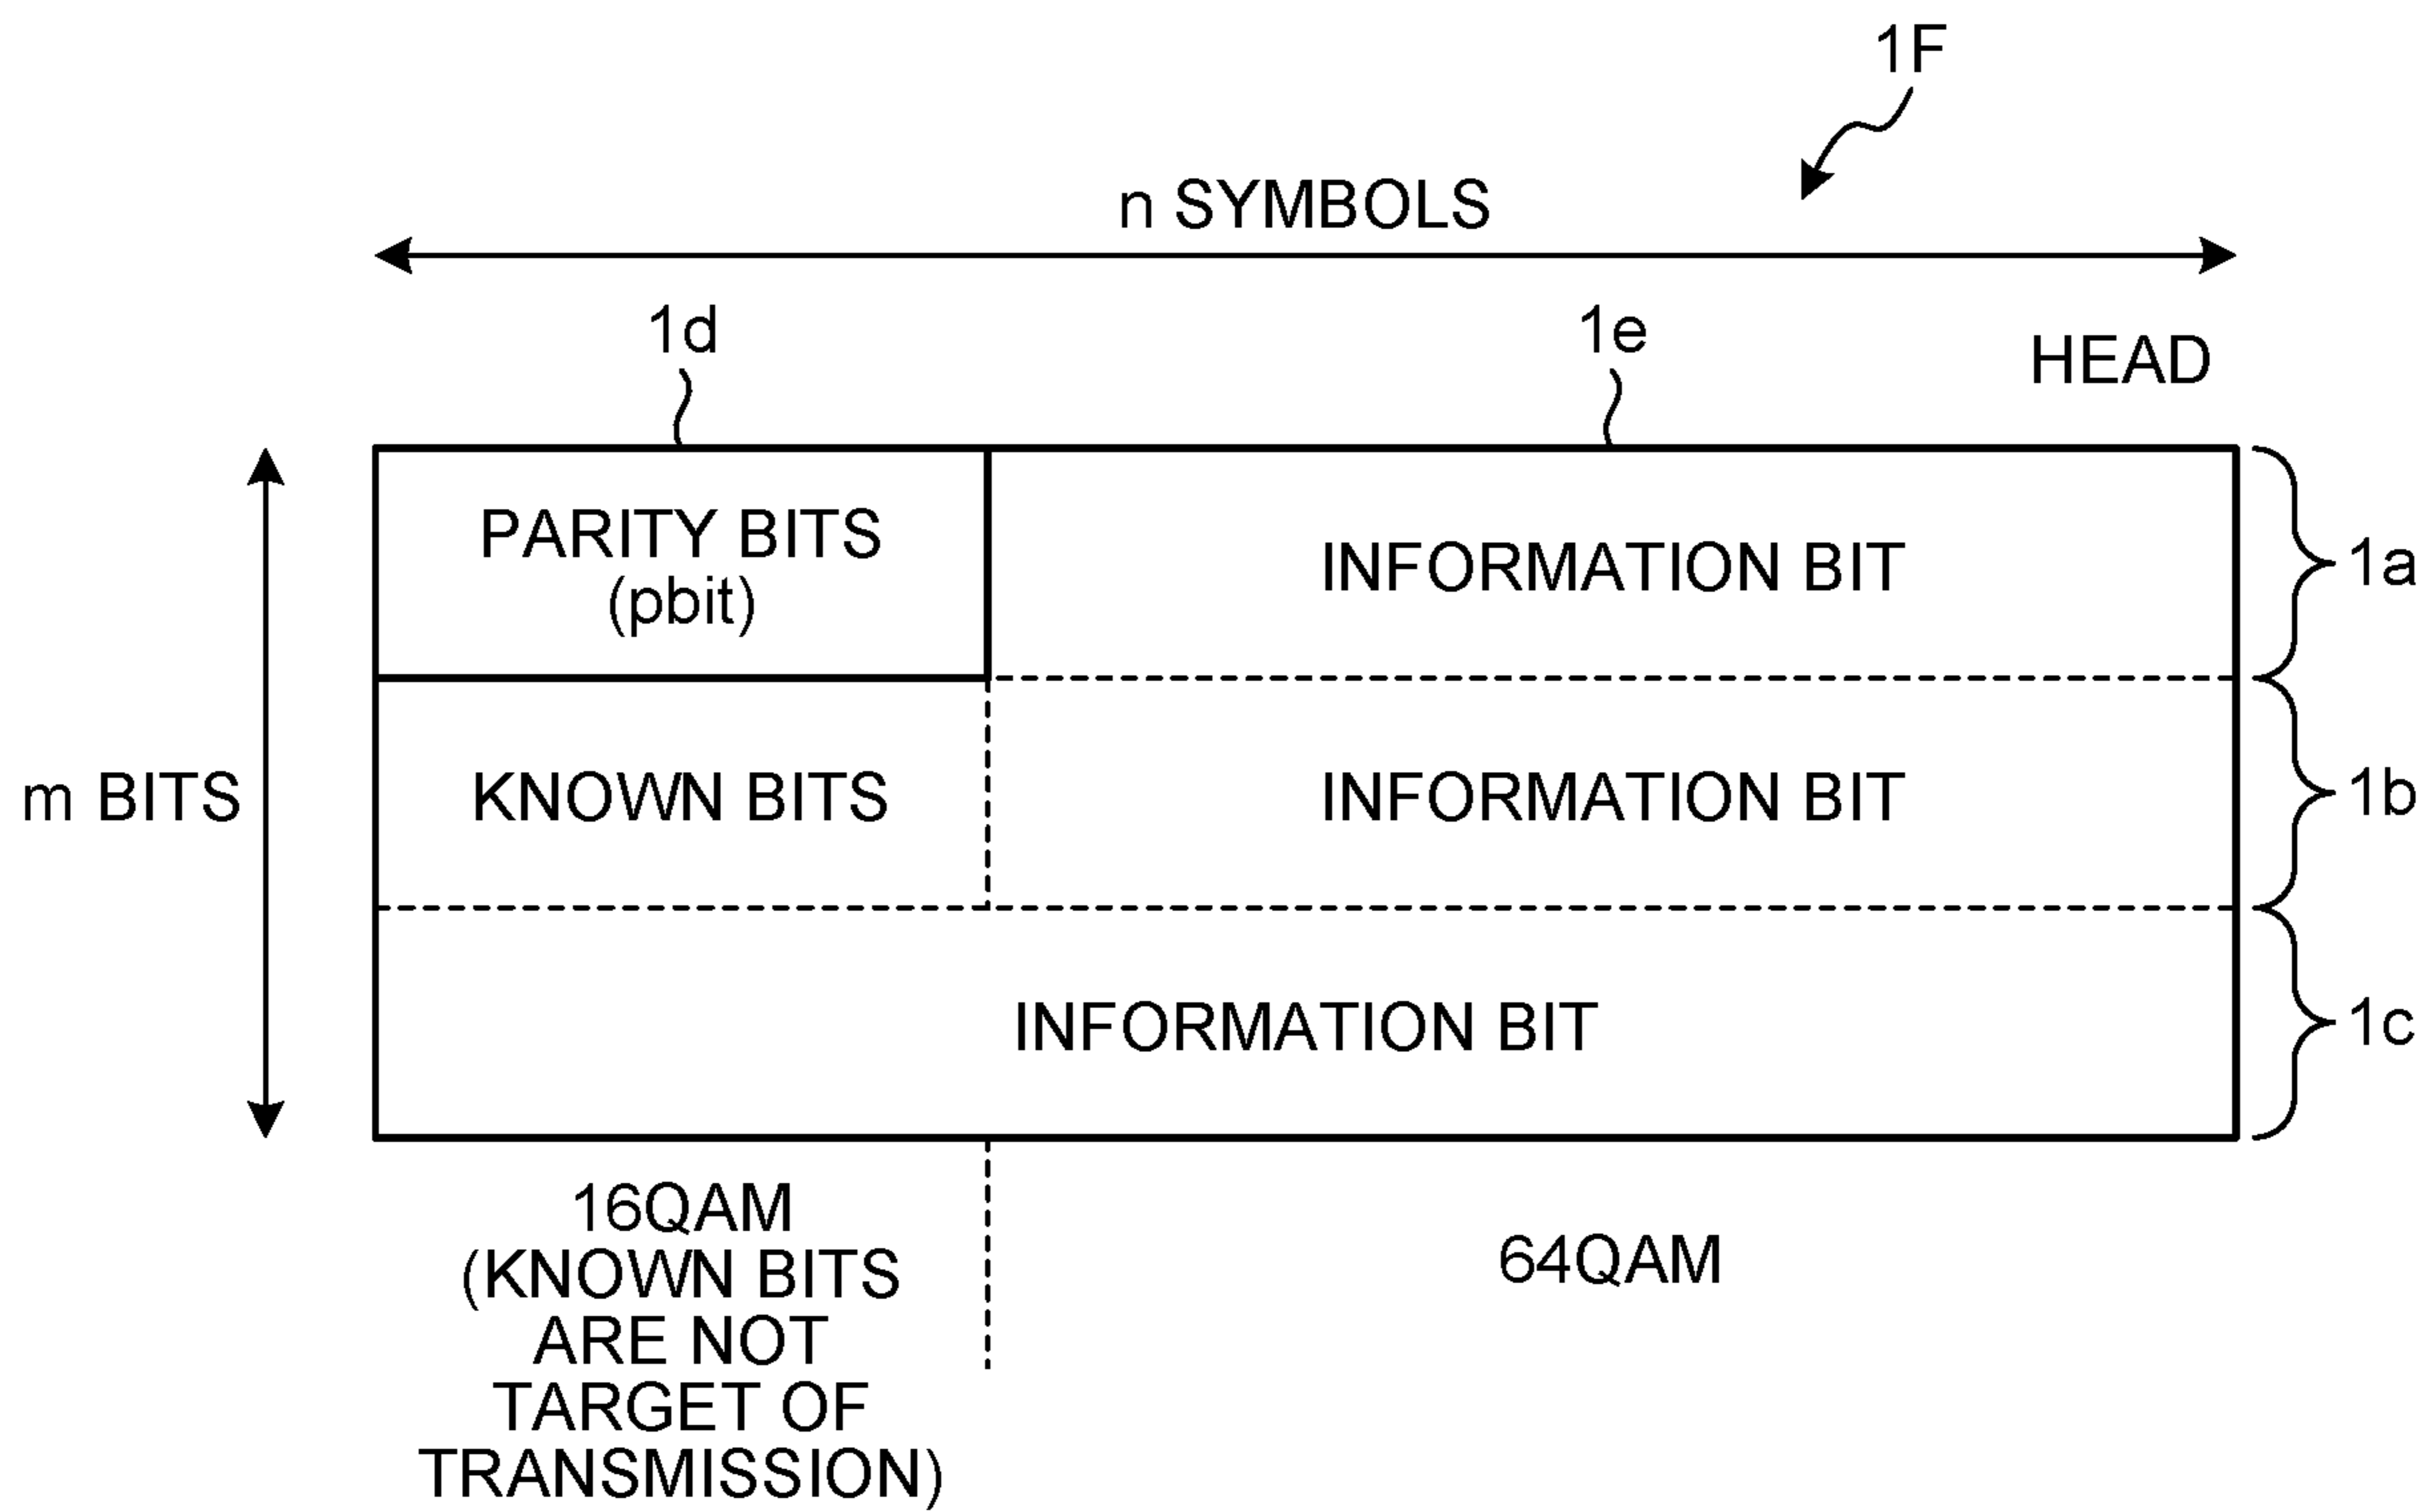 1F
n SYMBOLS
1d
1e
HEAD
PARITY BITS
(pbit)
INFORMATION BIT
1a
m BITS
KNOWN BITS
INFORMATION BIT
1b
INFORMATION BIT
1c
16QAM
(KNOWN BITS
ARE NOT
TARGET OF
TRANSMISSION)
64QAM